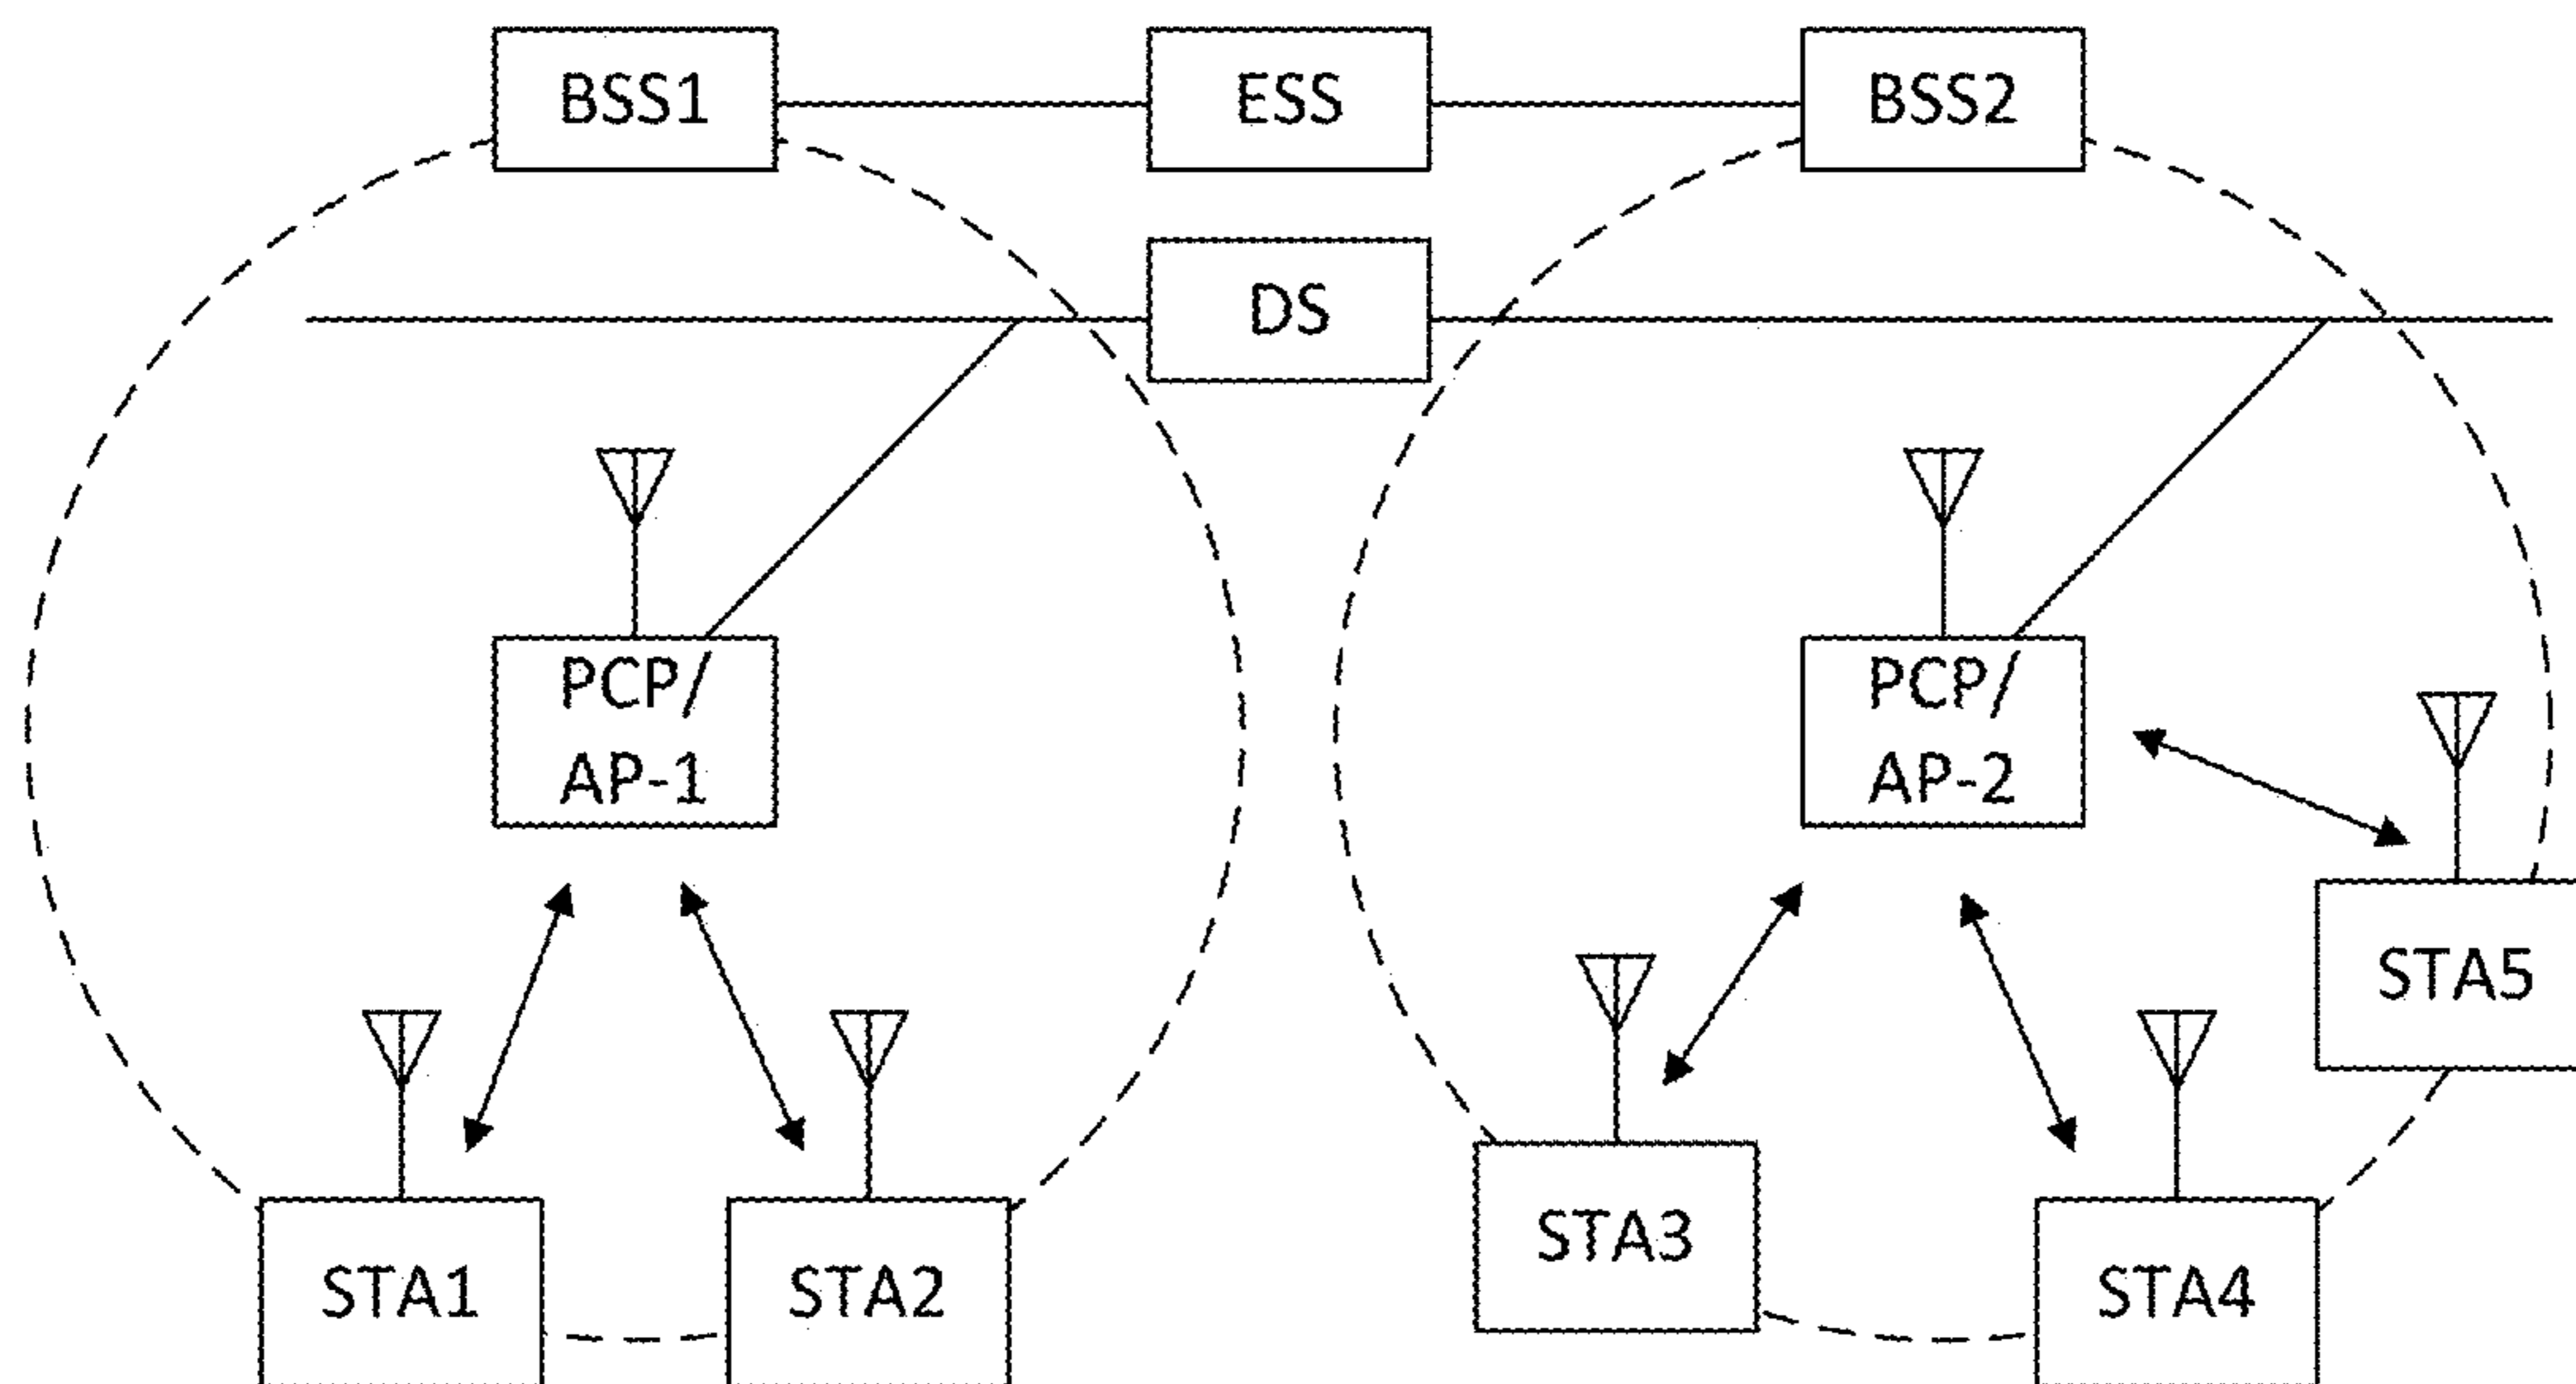 BSS1
ESS
BSS2
DS
PCP/
AP-1
PCP/
AP-2
STA5
STA3
STA1
STA2
STA4